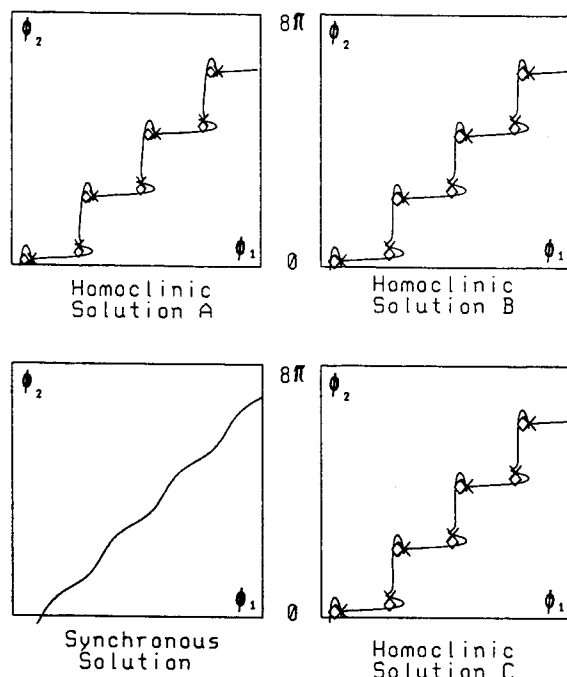 ϕ₂
ϕ₁
Homoclinic
Solution A
8π
ϕ₂
0
ϕ₁
Homoclinic
Solution B
ϕ₂
ϕ₁
Synchronous
Solution
8π
ϕ₂
0
ϕ₁
Homoclinic
Solution C